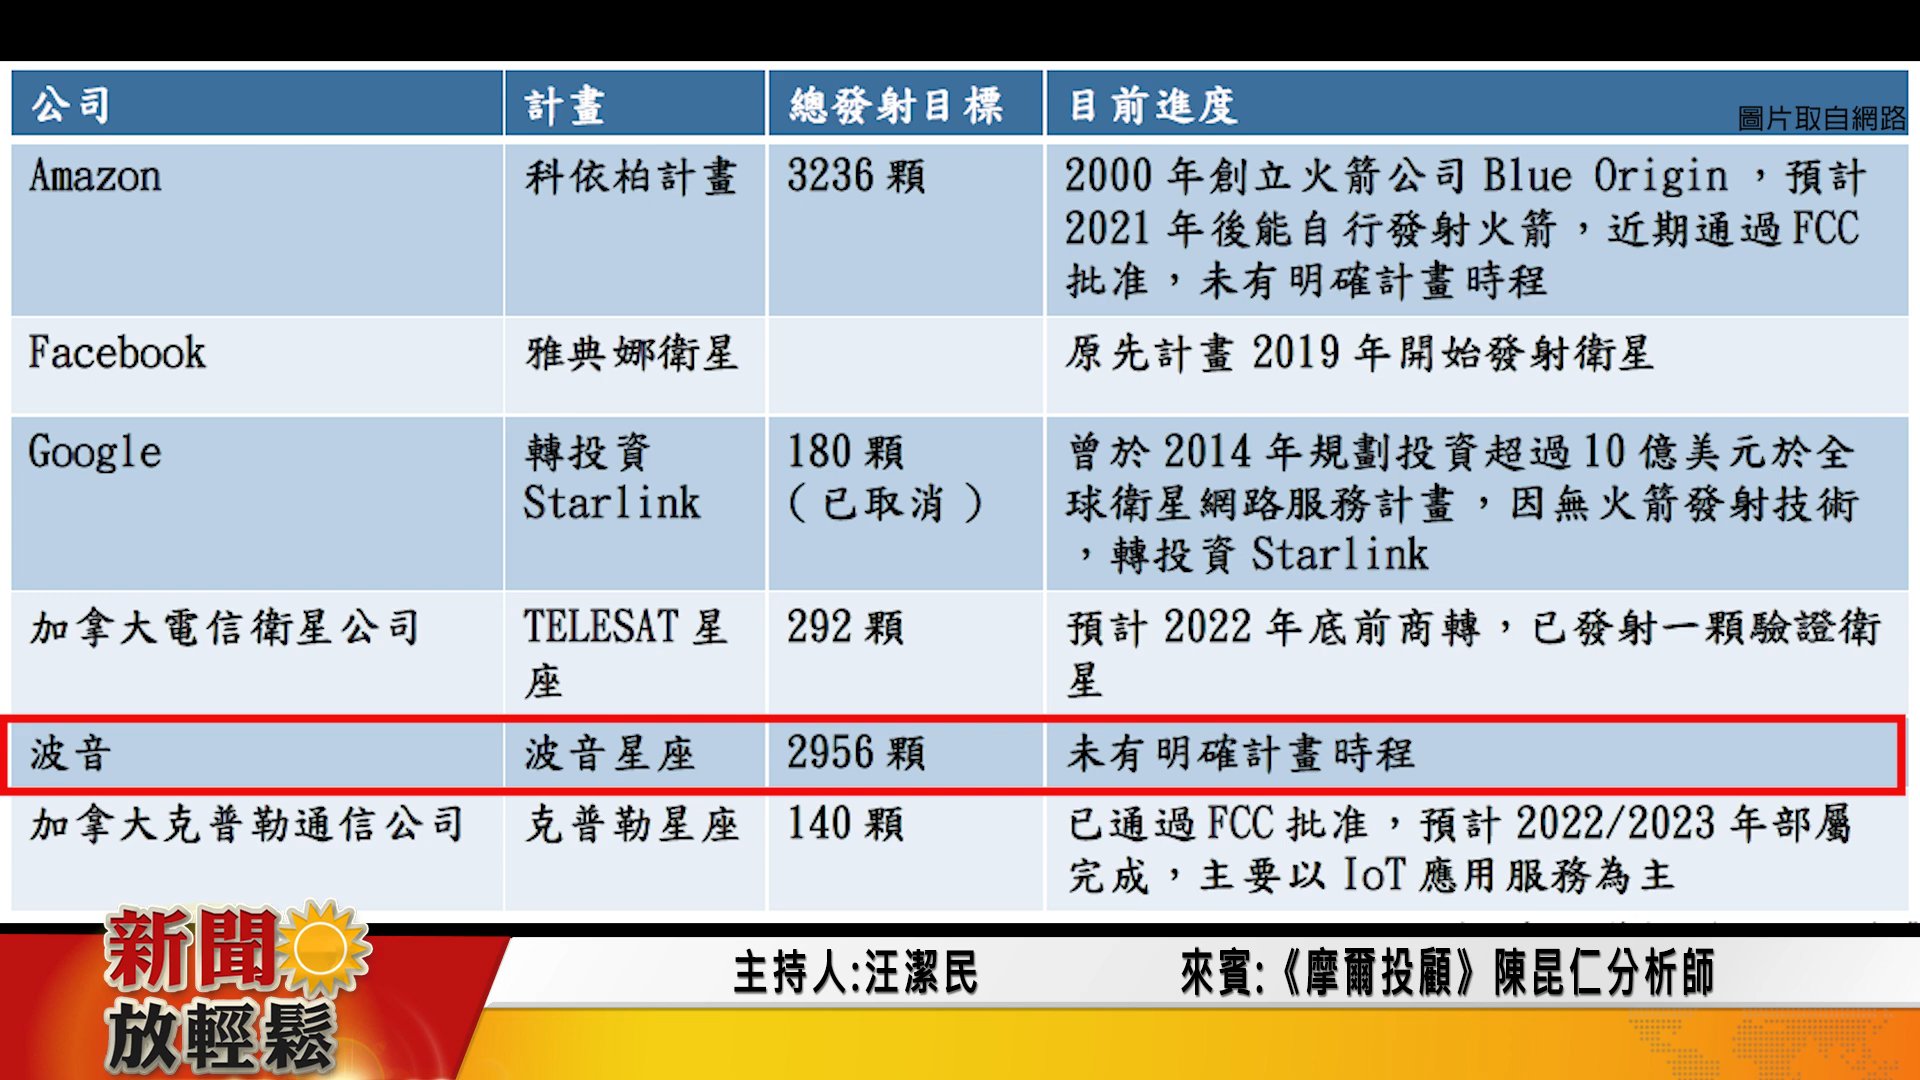 公司 計畫 總發射目標 目前進度
圖片取自網路
Amazon 科依柏計畫 3236 顆 2000 年創立火箭公司 Blue Origin ，預計
2021 年後能自行發射火箭，近期通過 FCC
批准，未有明確計畫時程
Facebook 雅典娜衛星 原先計畫 2019 年開始發射衛星
Google 轉投資 180 顆 曾於 2014 年規劃投資超過 10 億美元於全
Starlink （已取消） 球衛星網路服務計畫，因無火箭發射技術
，轉投資 Starlink
加拿大電信衛星公司 TELESAT 星 292 顆 預計 2022 年底前商轉，已發射一顆驗證衛
座 星
波音 波音星座 2956 顆 未有明確計畫時程
加拿大克普勒通信公司 克普勒星座 140 顆 已通過 FCC 批准，預計 2022/2023 年部屬
完成，主要以 IoT 應用服務為主
新聞
放輕鬆
主持人:汪潔民 來賓:《摩爾投顧》陳昆仁分析師